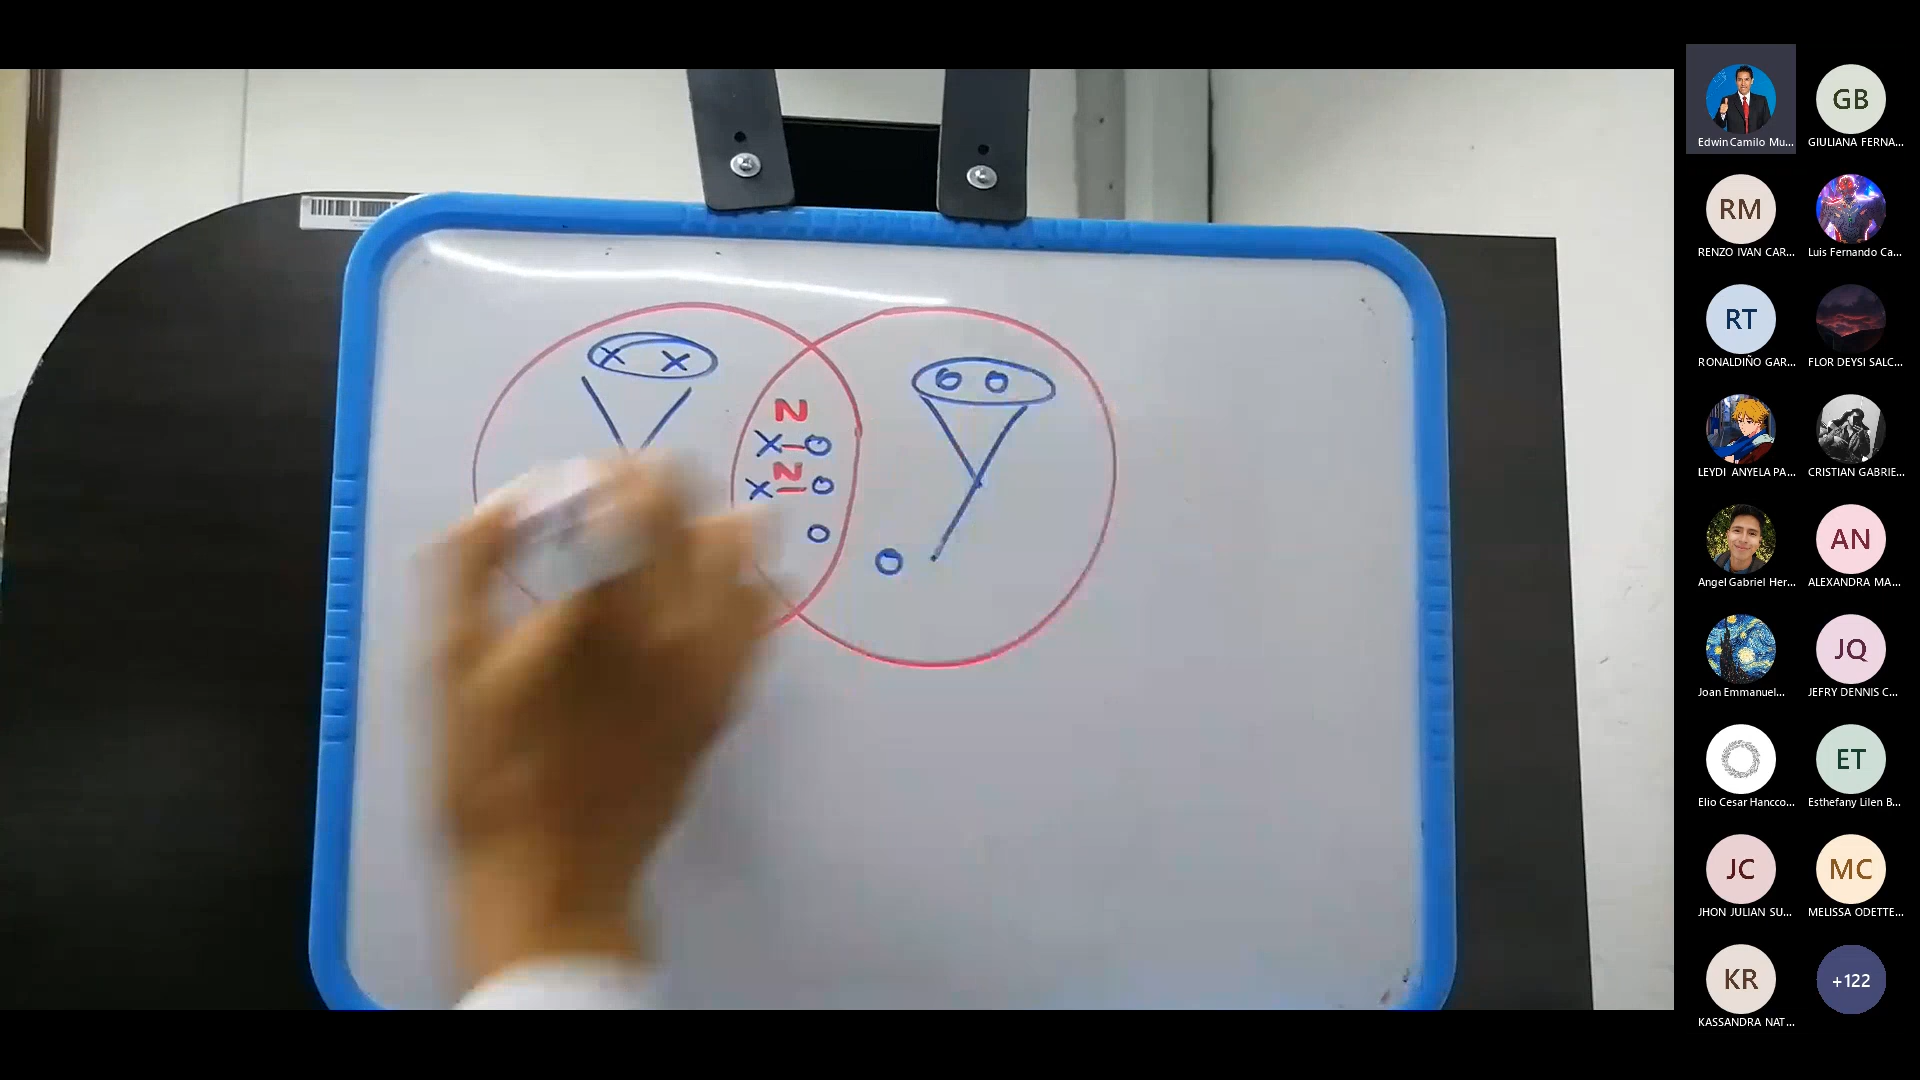 x x
o o
2
x-o
21
x o
o
o
Y
Edwin Camilo Mu...
GB
GIULIANA FERNA...
RM
RENZO IVAN CAR...
Luis Fernando Ca...
RT
RONALDIÑO GAR...
FLOR DEYSI SALC...
LEYDI ANYELA PA...
CRISTIAN GABRIE...
Angel Gabriel Her...
AN
ALEXANDRA MA...
Joan Emmanuel...
JQ
JEFRY DENNIS C...
Elio Cesar Hancco...
ET
Esthefany Lilen B...
JC
JHON JULIAN SU...
MC
MELISSA ODETTE...
KR
KASSANDRA NAT...
+122